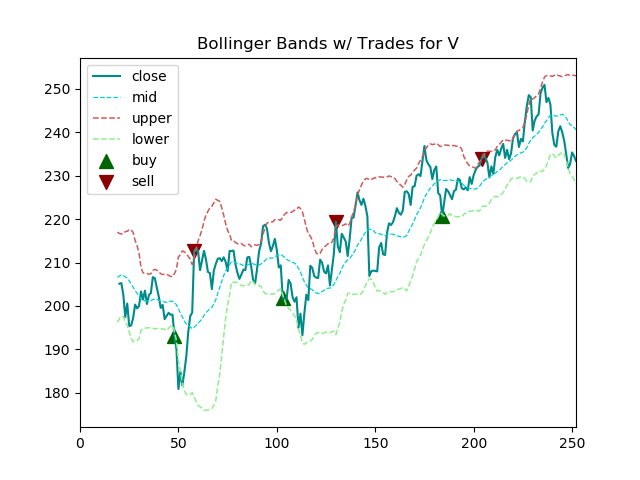 Bollinger Bands w/ Trades for V
close
mid
upper
lower
buy
sell
250
240
230
220
210
200
190
180
0 50 100 150 200 250